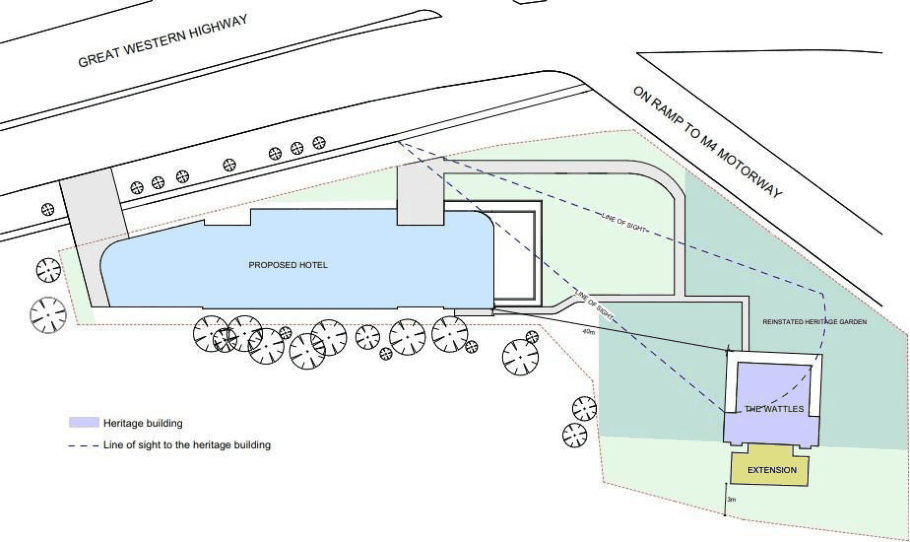 GREAT WESTERN HIGHWAY
ON RAMP TO M4 MOTORWAY
LINE OF SIGHT
PROPOSED HOTEL
LINE OF SIGHT
REINSTATED HERITAGE GARDEN
40m
THE WATTLES
Heritage building
Line of sight to the heritage building
EXTENSION
3m